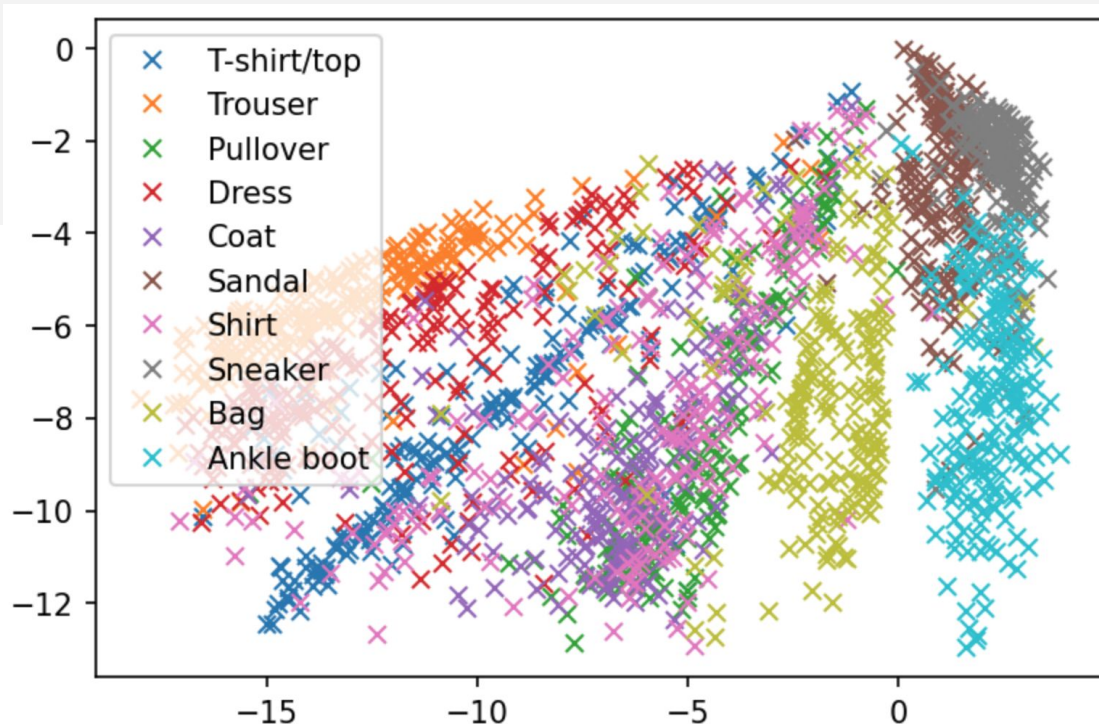 0
−2
−4
−6
−8
−10
−12
T-shirt/top
Trouser
Pullover
Dress
Coat
Sandal
Shirt
Sneaker
Bag
Ankle boot
−15 −10 −5 0